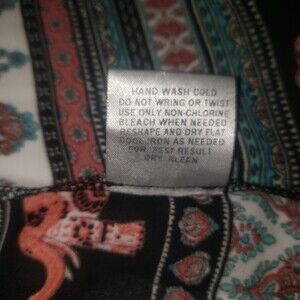 HAND WASH COLD
DO NOT WRING OR TWIST
USE ONLY NON-CHLORINE
BLEACH WHEN NEEDED
RESHAPE AND DRY FLAT
COOL IRON AS NEEDED
FOR BEST RESULT
DRY CLEAN